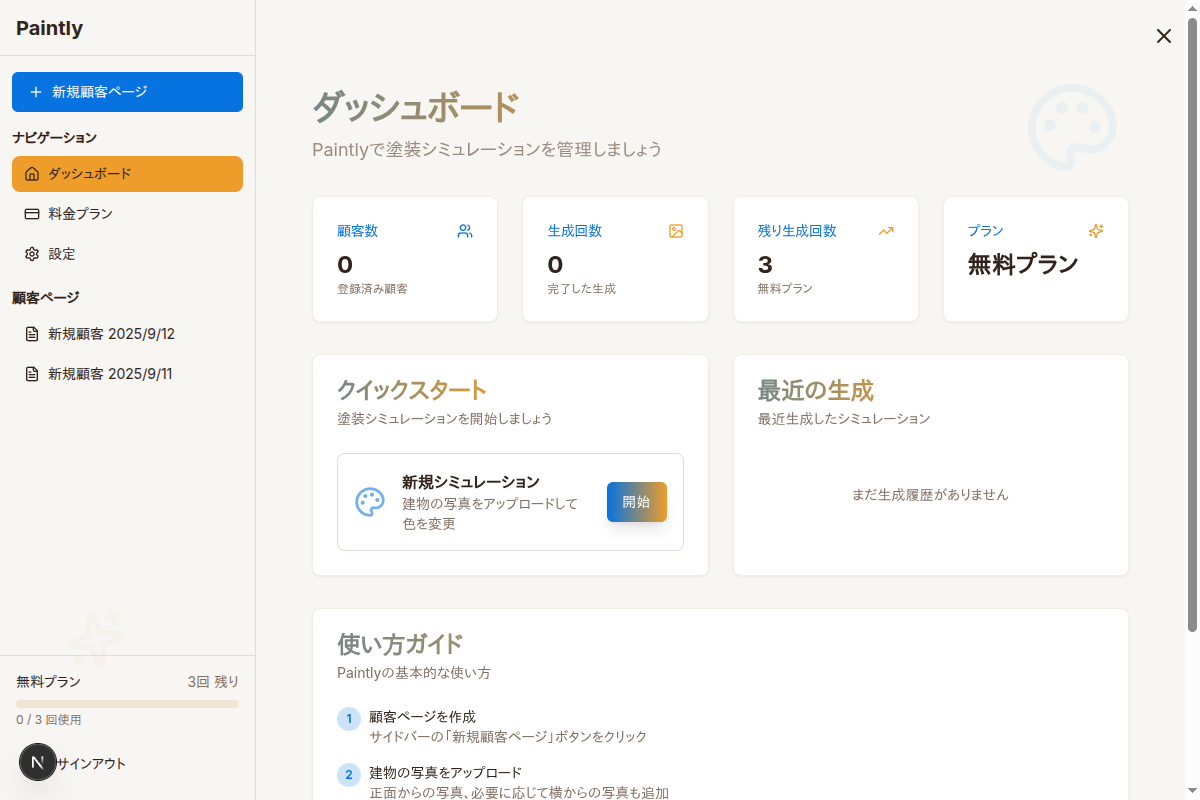 Paintly
新規顧客ページ
ナビゲーション
ダッシュボード
料金プラン
設定
顧客ページ
新規顧客 2025/9/12
新規顧客 2025/9/11
無料プラン
3回 残り
0 / 3 回使用
N
サインアウト
ダッシュボード
Paintlyで塗装シミュレーションを管理しましょう
顧客数
0
登録済み顧客
生成回数
0
完了した生成
残り生成回数
3
無料プラン
プラン
無料プラン
クイックスタート
塗装シミュレーションを開始しましょう
新規シミュレーション
建物の写真をアップロードして
色を変更
開始
最近の生成
最近生成したシミュレーション
まだ生成履歴がありません
使い方ガイド
Paintlyの基本的な使い方
1
顧客ページを作成
サイドバーの「新規顧客ページ」ボタンをクリック
2
建物の写真をアップロード
正面からの写真、必要に応じて横からの写真も追加